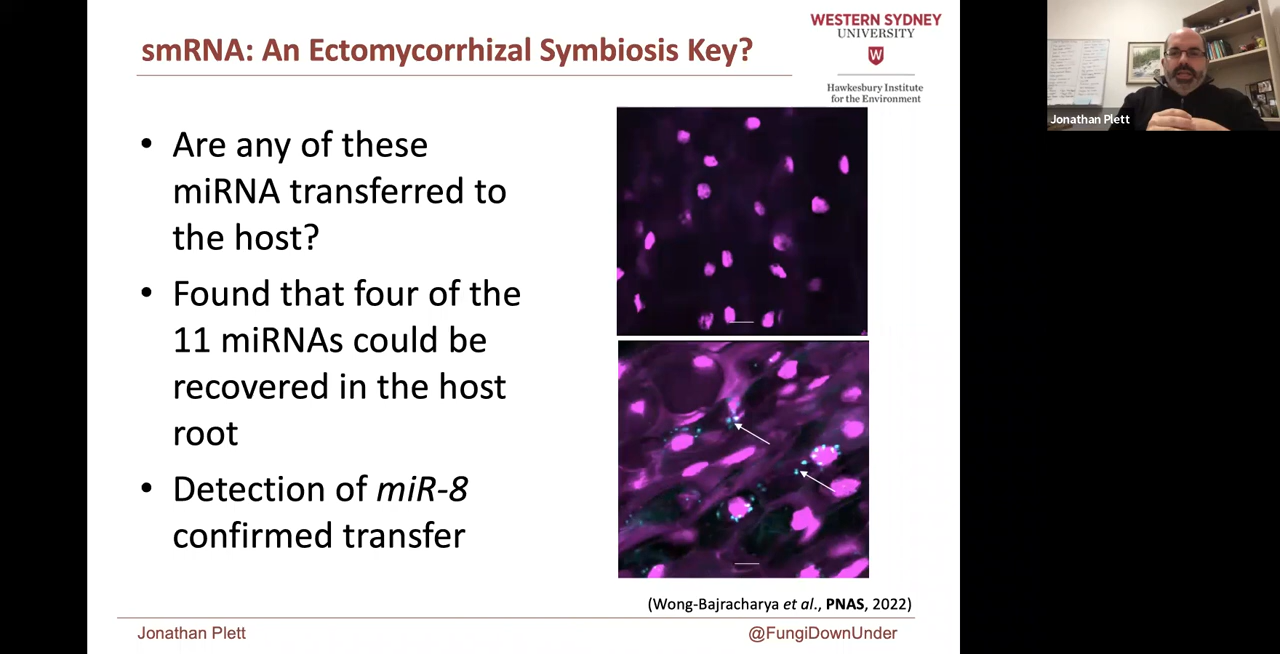 smRNA: An Ectomycorrhizal Symbiosis Key?
WESTERN SYDNEY
UNIVERSITY
W
Hawkesbury Institute
for the Environment
• Are any of these
miRNA transferred to
the host?
• Found that four of the
11 miRNAs could be
recovered in the host
root
• Detection of miR-8
confirmed transfer
(Wong-Bajracharya et al., PNAS, 2022)
Jonathan Plett
@FungiDownUnder
Jonathan Plett